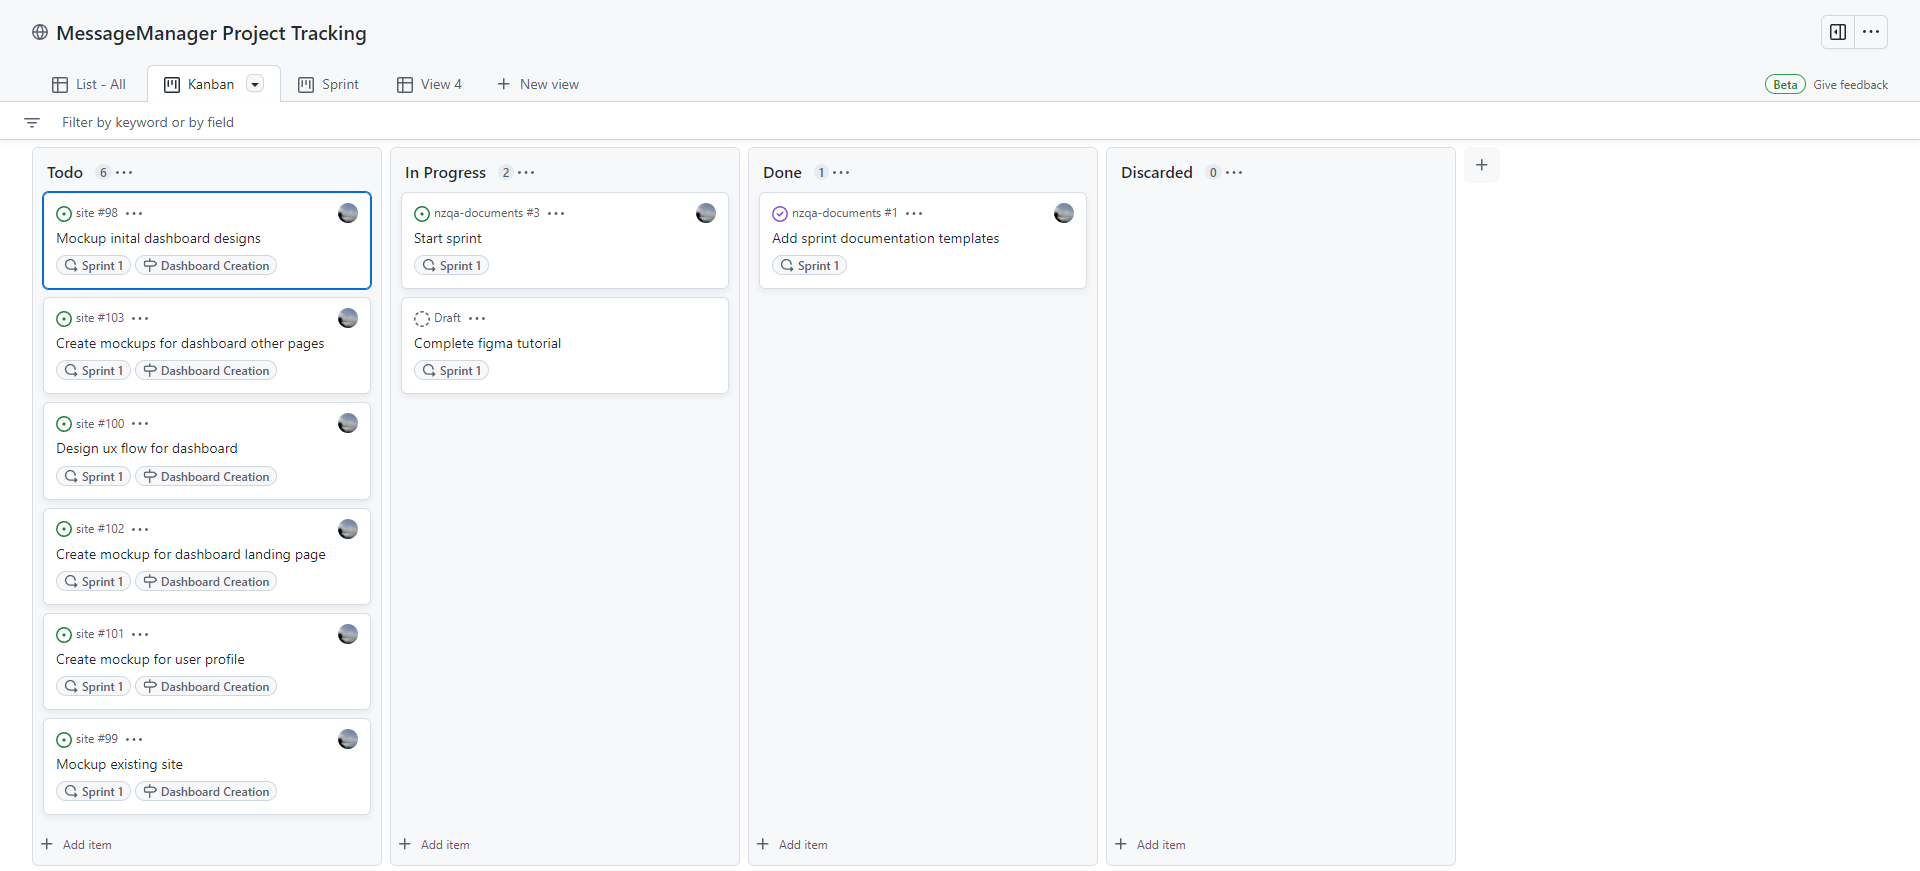 MessageManager Project Tracking
List - All
Kanban
Sprint
View 4
New view
Beta
Give feedback
Filter by keyword or by field
Todo 6
site #98
Mockup inital dashboard designs
Sprint 1 Dashboard Creation
site #103
Create mockups for dashboard other pages
Sprint 1 Dashboard Creation
site #100
Design ux flow for dashboard
Sprint 1 Dashboard Creation
site #102
Create mockup for dashboard landing page
Sprint 1 Dashboard Creation
site #101
Create mockup for user profile
Sprint 1 Dashboard Creation
site #99
Mockup existing site
Sprint 1 Dashboard Creation
Add item
In Progress 2
nzqa-documents #3
Start sprint
Sprint 1
Draft
Complete figma tutorial
Sprint 1
Add item
Done 1
nzqa-documents #1
Add sprint documentation templates
Sprint 1
Add item
Discarded 0
Add item